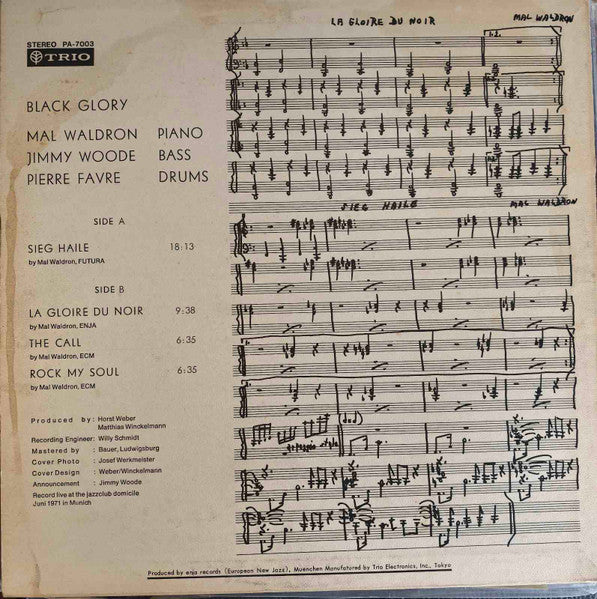 STEREO PA-7003
TRIO
BLACK GLORY
MAL WALDRON PIANO
JIMMY WOODE BASS
PIERRE FAVRE DRUMS
SIDE A
SIEG HAILE 18:13
by Mal Waldron, FUTURA
SIDE B
LA GLOIRE DU NOIR 9:38
by Mal Waldron, ENJA
THE CALL 6:35
by Mal Waldron, ECM
ROCK MY SOUL 6:35
by Mal Waldron, ECM
Produced by : Horst Weber
Matthias Winckelmann
Recording Engineer : Willy Schmidt
Mastered by : Bauer, Ludwigsburg
Cover Photo : Josef Werkmeister
Cover Design : Weber/Winckelmann
Announcement : Jimmy Woode
Record live at the jazzclub domicile
Juni 1971 in Munich
LA GLOIRE DU NOIR MAL WALDRON
SIEG HAILE MAL WALDRON
arpeggio style
Produced by enja records (European New Jazz), Muenchen Manufatured by Trio Electronics, Inc., Tokyo